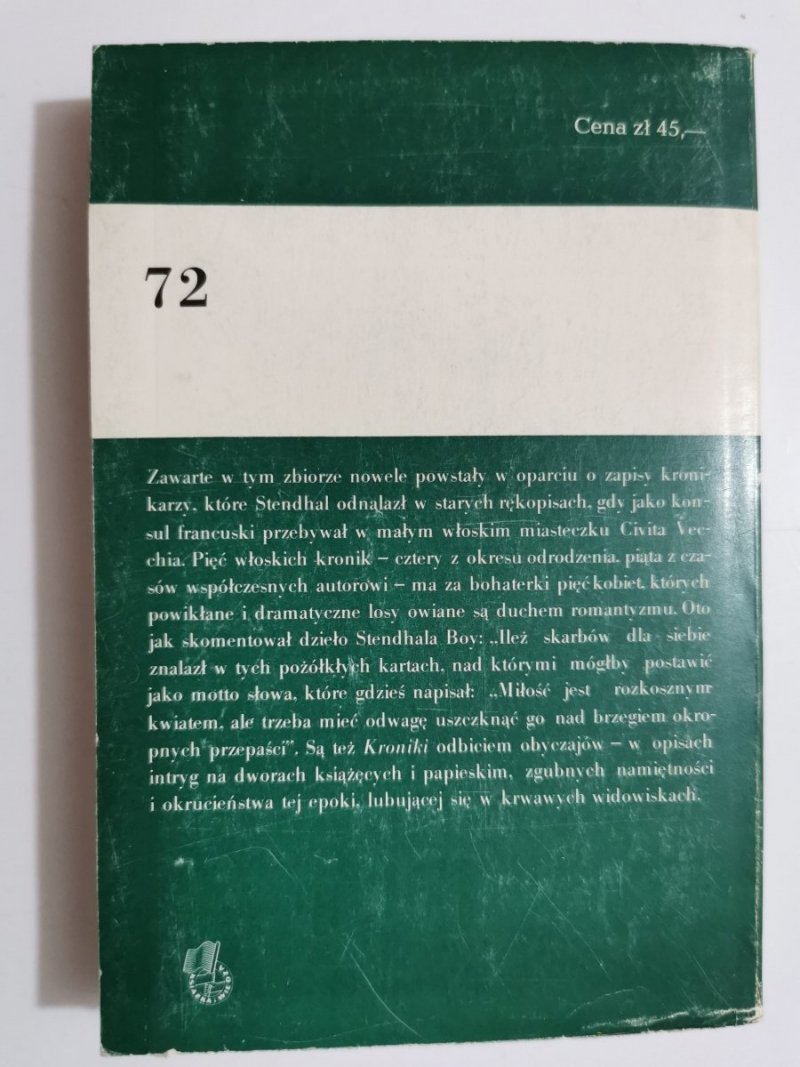 Cena zł 45,—
72
Zawarte w tym zbiorze nowele powstały w oparciu o zapisy kroni-
karzy, które Stendhal odnalazł w starych rękopisach, gdy jako kon-
sul francuski przebywał w małym włoskim miasteczku Civita Vec-
chia. Pięć włoskich kronik – cztery z okresu odrodzenia, piąta z cza-
sów współczesnych autorowi – ma za bohaterki pięć kobiet, których
powikłane i dramatyczne losy owiane są duchem romantyzmu. Oto
jak skomentował dzieło Stendhala Boy: „Ileż skarbów dla siebie
znalazł w tych pożółkłych kartach, nad którymi mógłby postawić
jako motto słowa, które gdzieś napisał: „Miłość jest rozkosznym
kwiatem, ale trzeba mieć odwagę uszczknąć go nad brzegiem okro-
pnych przepaści”. Są też Kroniki odbiciem obyczajów – w opisach
intryg na dworach książęcych i papieskim, zgubnych namiętności
i okrucieństwa tej epoki, lubującej się w krwawych widowiskach.
KSIĄŻKA I WIEDZA